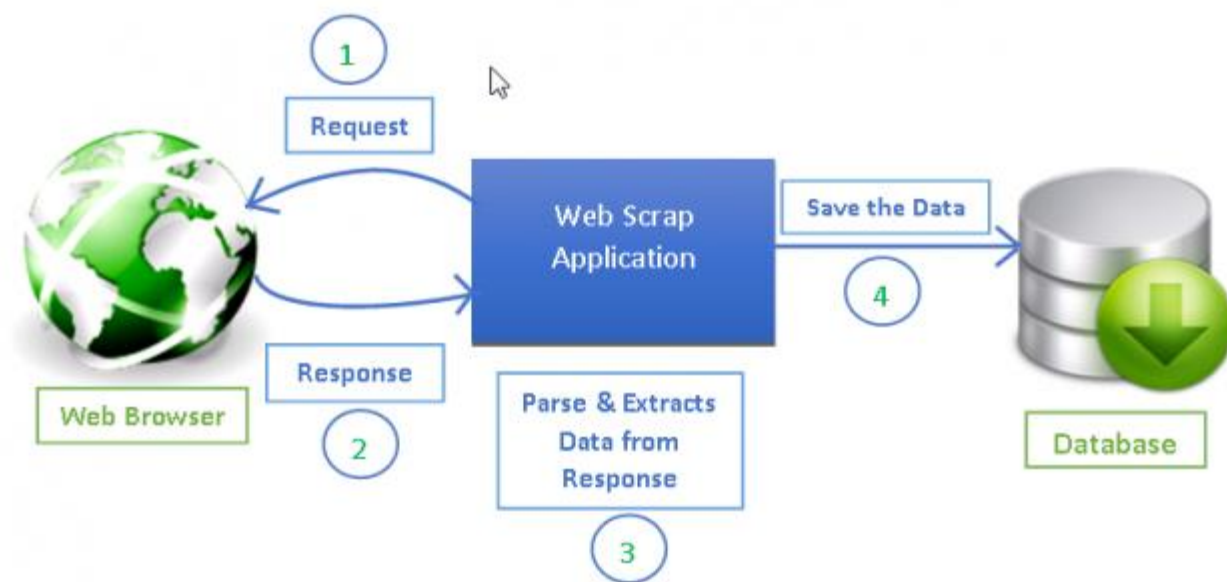 1
Request
Web Scrap
Application
Save the Data
4
Response
2
Web Browser
Parse & Extracts
Data from
Response
3
Database